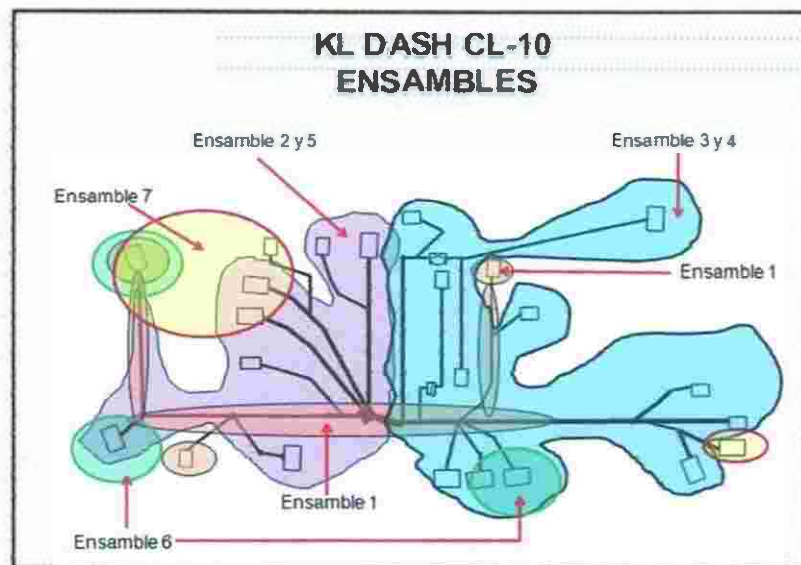 KL DASH CL-10
ENSAMBLES
Ensamble 2 y 5
Ensamble 3 y 4
Ensamble 7
Ensamble 1
Ensamble 1
Ensamble 6